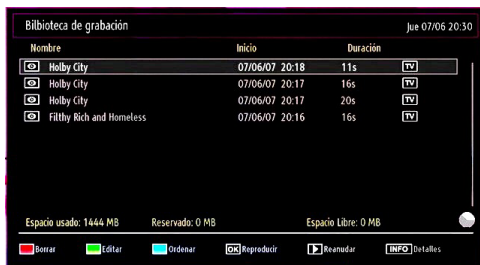 Bilbioteca de grabación Jue 07/06 20:30
Nombre Inicio Duración
Holby City 07/06/07 20:18 11s TV
Holby City 07/06/07 20:17 16s TV
Holby City 07/06/07 20:17 20s TV
Filthy Rich and Homeless 07/06/07 20:16 16s TV
Espacio usado: 1444 MB Reservado: 0 MB Espacio Libre: 0 MB
Borrar Editar Ordenar OK Reproducir Reanudar INFO Detalles